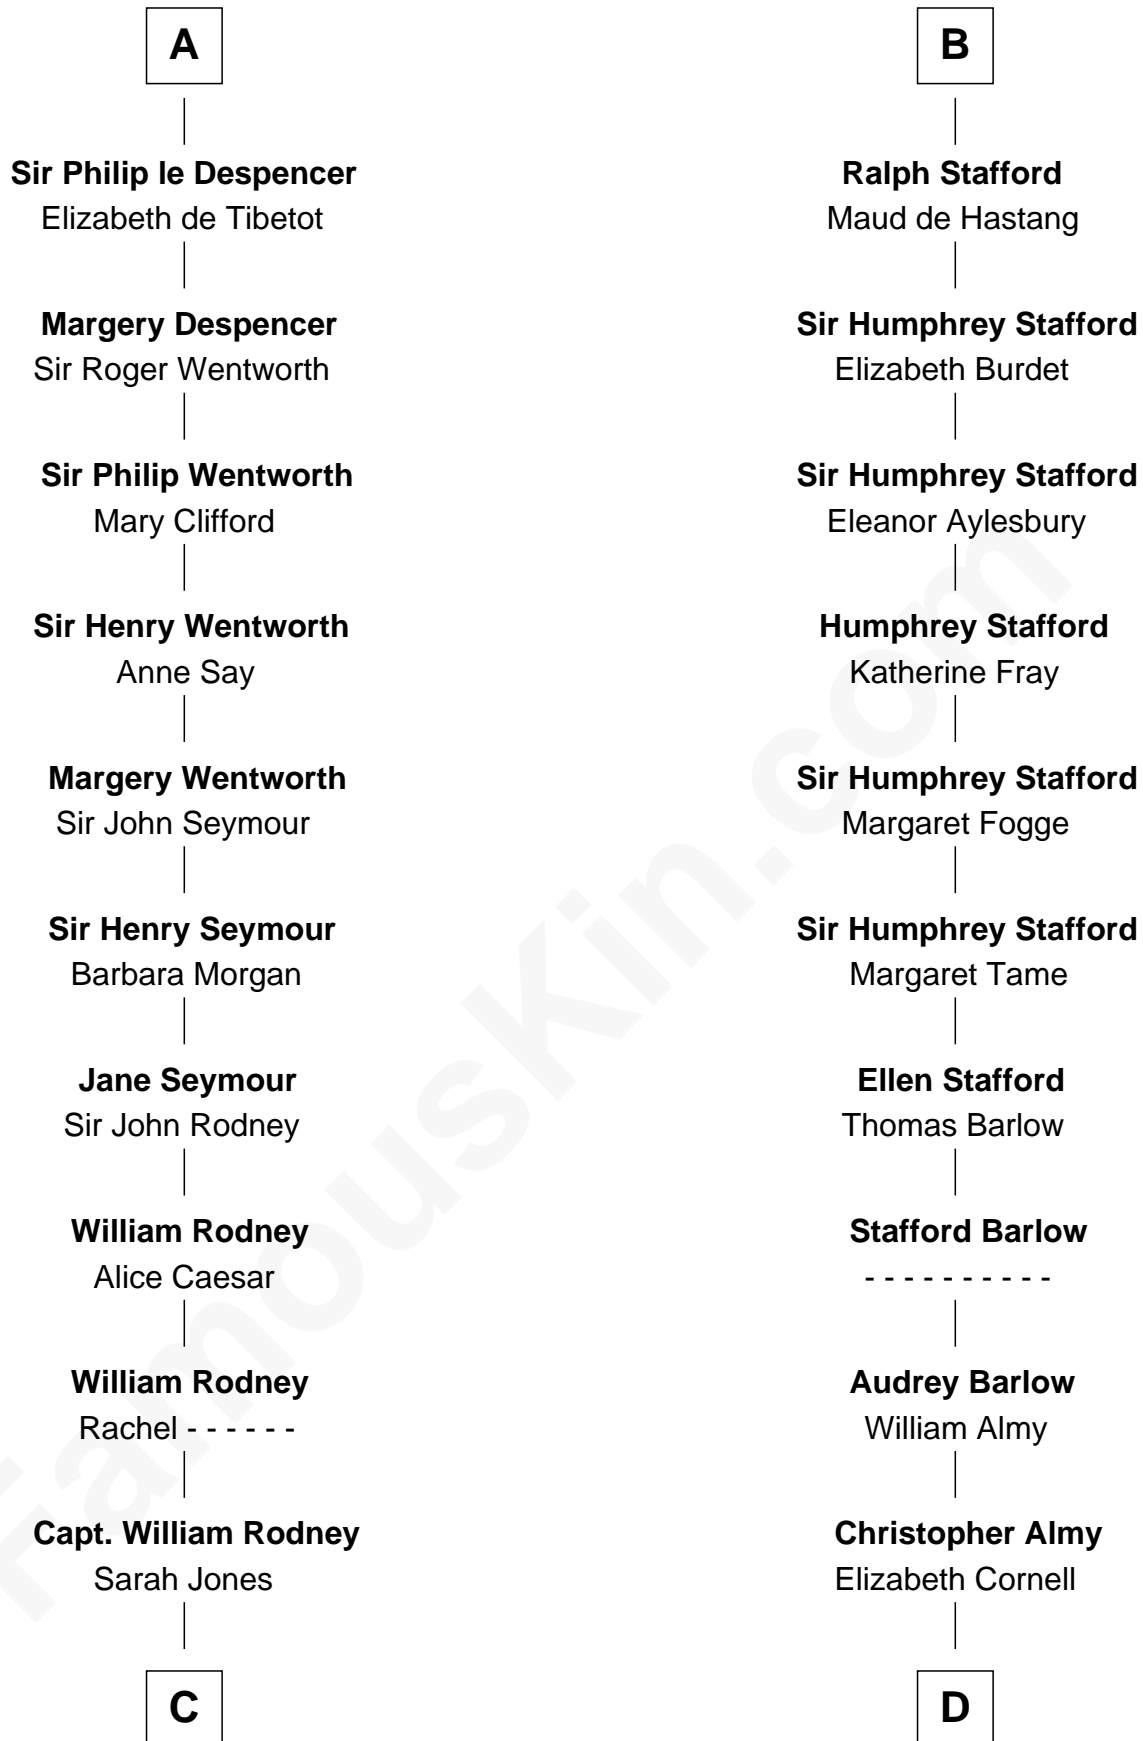 A
Sir Philip le Despencer
Elizabeth de Tibetot
Margery Despencer
Sir Roger Wentworth
Sir Philip Wentworth
Mary Clifford
Sir Henry Wentworth
Anne Say
Margery Wentworth
Sir John Seymour
Sir Henry Seymour
Barbara Morgan
Jane Seymour
Sir John Rodney
William Rodney
Alice Caesar
William Rodney
Rachel - - - - - -
Capt. William Rodney
Sarah Jones
C
B
Ralph Stafford
Maud de Hastang
Sir Humphrey Stafford
Elizabeth Burdet
Sir Humphrey Stafford
Eleanor Aylesbury
Humphrey Stafford
Katherine Fray
Sir Humphrey Stafford
Margaret Fogge
Sir Humphrey Stafford
Margaret Tame
Ellen Stafford
Thomas Barlow
Stafford Barlow
- - - - - - - - - -
Audrey Barlow
William Almy
Christopher Almy
Elizabeth Cornell
D
FamousKin.com